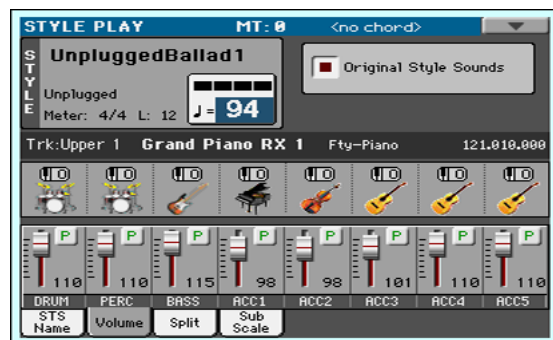 STYLE PLAY MT: 0 <no chord>
STYLE
UnpluggedBallad1
Original Style Sounds
Unplugged
Meter: 4/4 L: 12 ♩= 94
Trk:Upper 1 Grand Piano RX 1 Fty-Piano 121.010.000
P P P P P P P P
110 110 115 98 98 101 110 110
DRUM PERC BASS ACC1 ACC2 ACC3 ACC4 ACC5
STS Name Volume Split Sub Scale